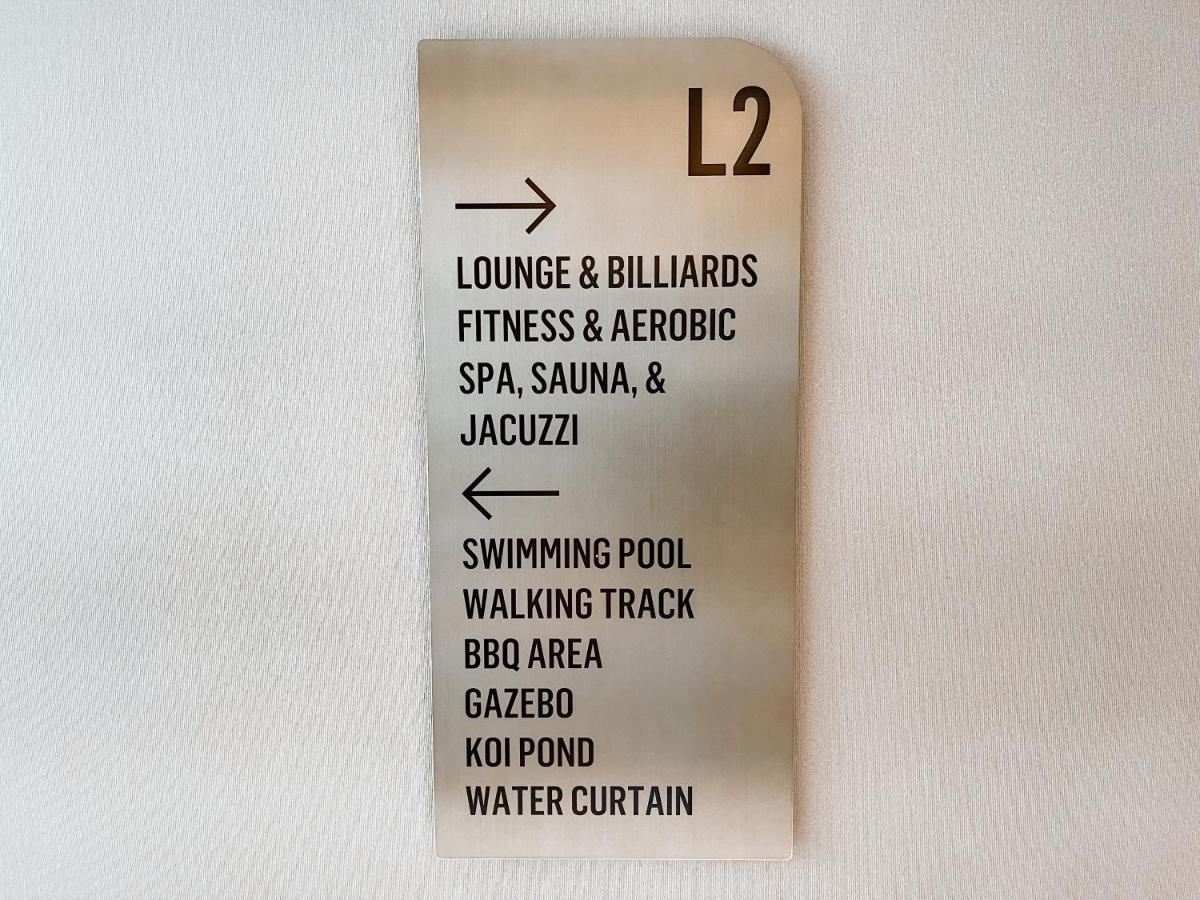 L2
LOUNGE & BILLIARDS
FITNESS & AEROBIC
SPA, SAUNA, &
JACUZZI
SWIMMING POOL
WALKING TRACK
BBQ AREA
GAZEBO
KOI POND
WATER CURTAIN